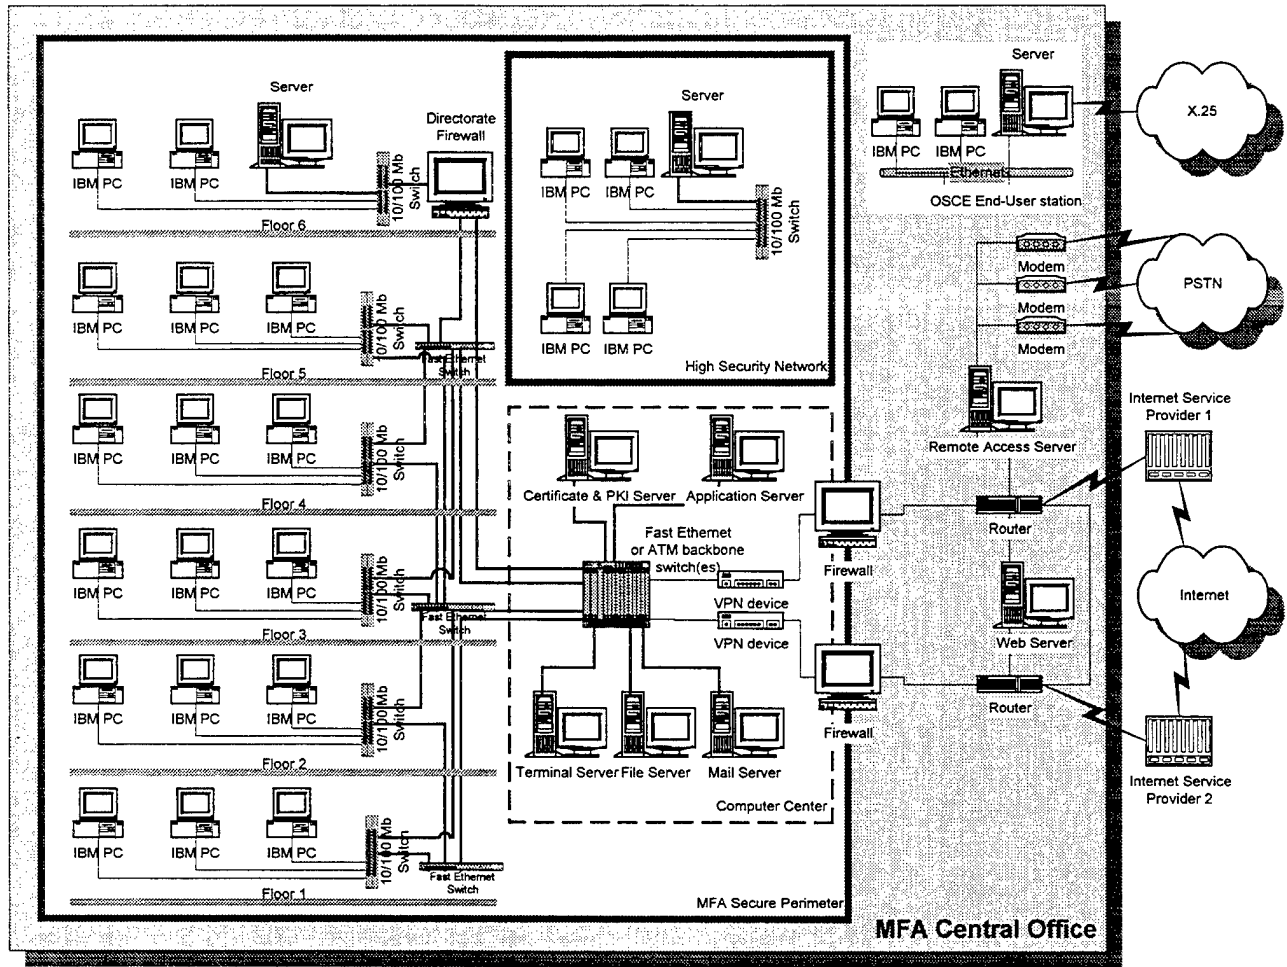 Server
Directorate
Firewall
IBM PC
IBM PC
10/100 Mb
Switch
Floor 6
IBM PC
IBM PC
IBM PC
10/100 Mb
Switch
Fast Ethernet
Switch
Floor 5
IBM PC
IBM PC
IBM PC
10/100 Mb
Switch
Floor 4
IBM PC
IBM PC
IBM PC
10/100 Mb
Switch
Fast Ethernet
Switch
Floor 3
IBM PC
IBM PC
IBM PC
10/100 Mb
Switch
Floor 2
IBM PC
IBM PC
IBM PC
10/100 Mb
Switch
Fast Ethernet
Switch
Floor 1
Server
IBM PC
IBM PC
10/100 Mb
Switch
IBM PC
IBM PC
High Security Network
Certificate & PKI Server
Application Server
Fast Ethernet
or ATM backbone
switch(es)
VPN device
VPN device
Terminal Server
File Server
Mail Server
Computer Center
MFA Secure Perimeter
Firewall
Firewall
Server
IBM PC
IBM PC
Ethernet
OSCE End-User station
X.25
Modem
Modem
Modem
PSTN
Remote Access Server
Router
Web Server
Router
Internet Service
Provider 1
Internet
Internet Service
Provider 2
MFA Central Office